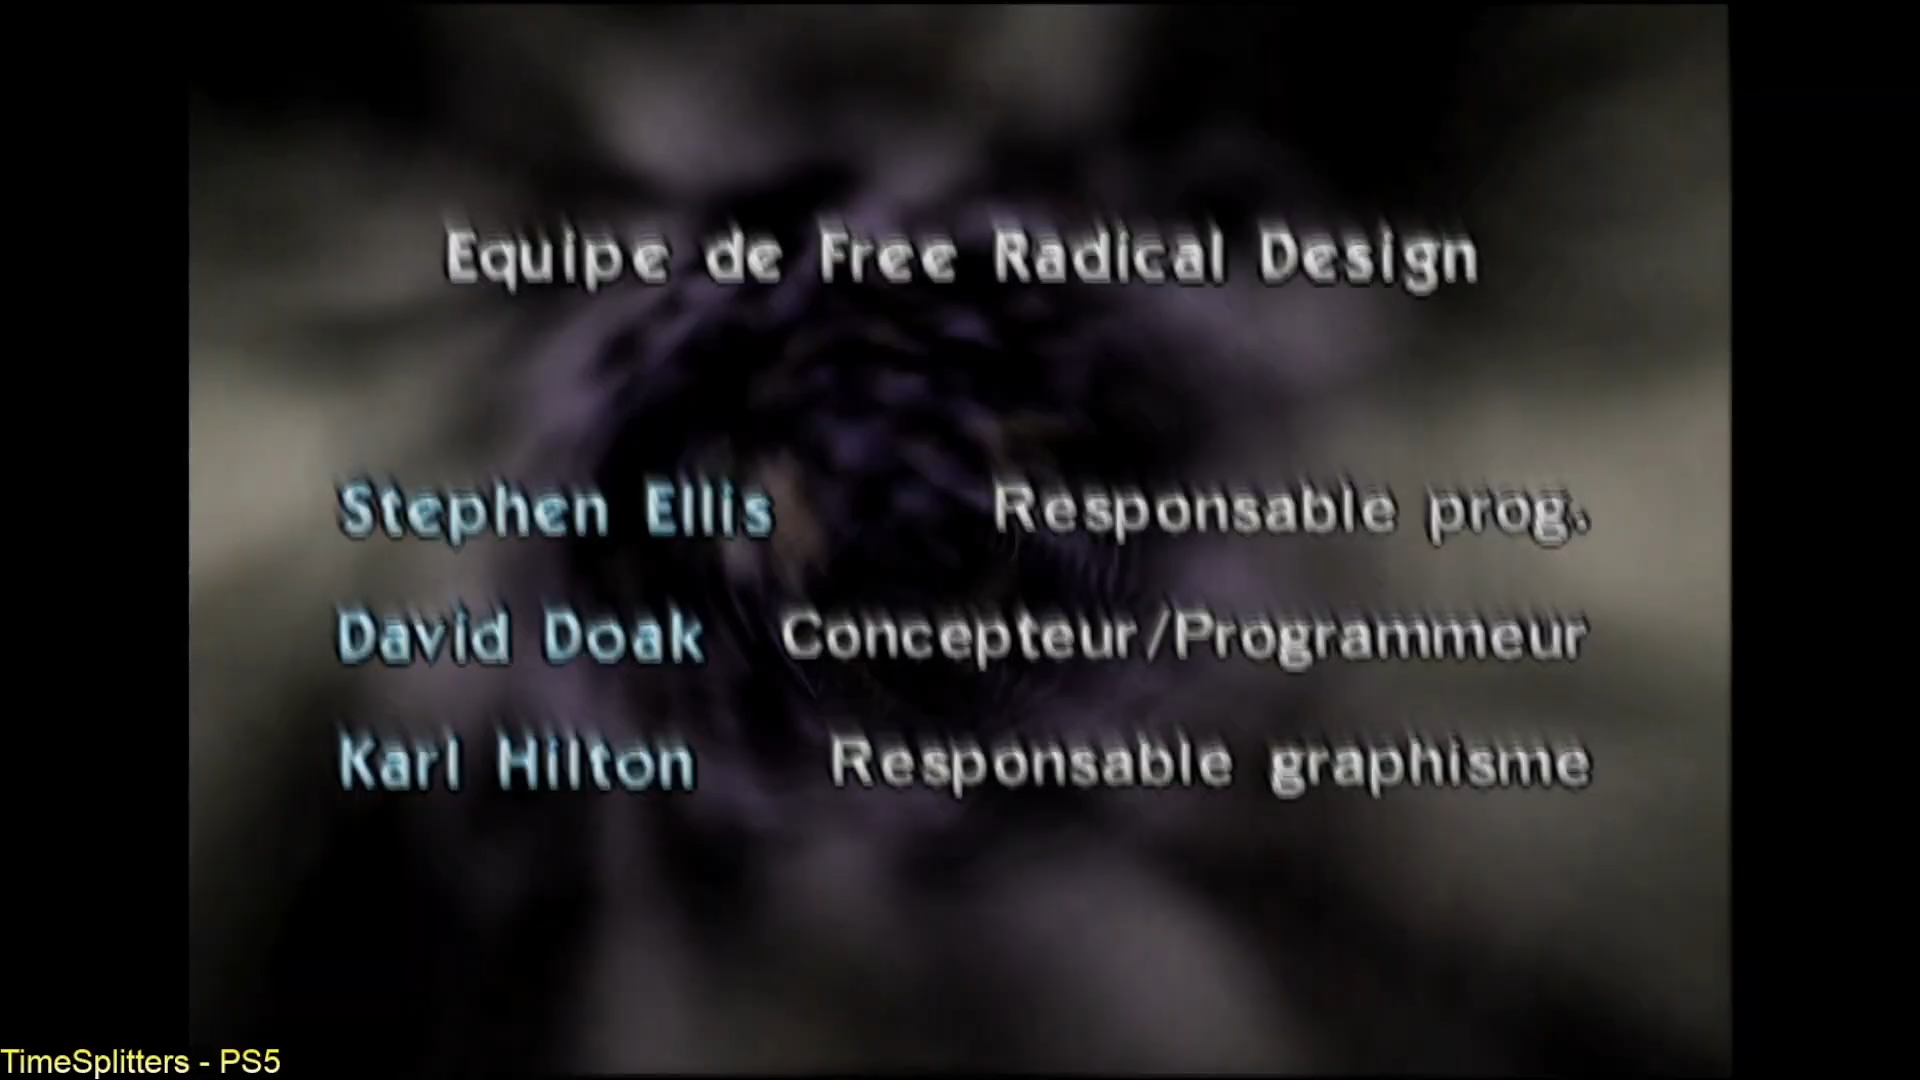 Equipe de Free Radical Design
Stephen Ellis Responsable prog.
David Doak Concepteur/Programmeur
Karl Hilton Responsable graphisme
TimeSplitters - PS5